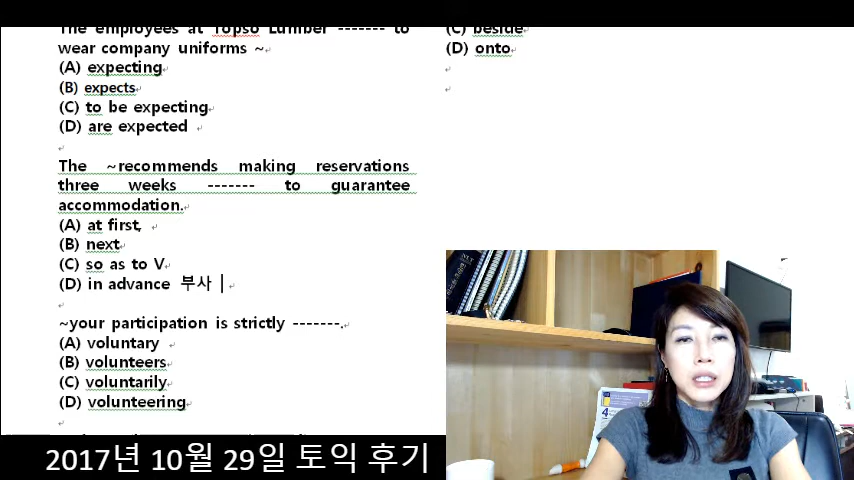 The employees at Topso Lumber ------- to
wear company uniforms ~
(A) expecting
(B) expects
(C) to be expecting
(D) are expected
The ~recommends making reservations
three weeks ------- to guarantee
accommodation.
(A) at first,
(B) next
(C) so as to V
(D) in advance 부사
~your participation is strictly -------.
(A) voluntary
(B) volunteers
(C) voluntarily
(D) volunteering
(C) beside
(D) onto
2017년 10월 29일 토익 후기